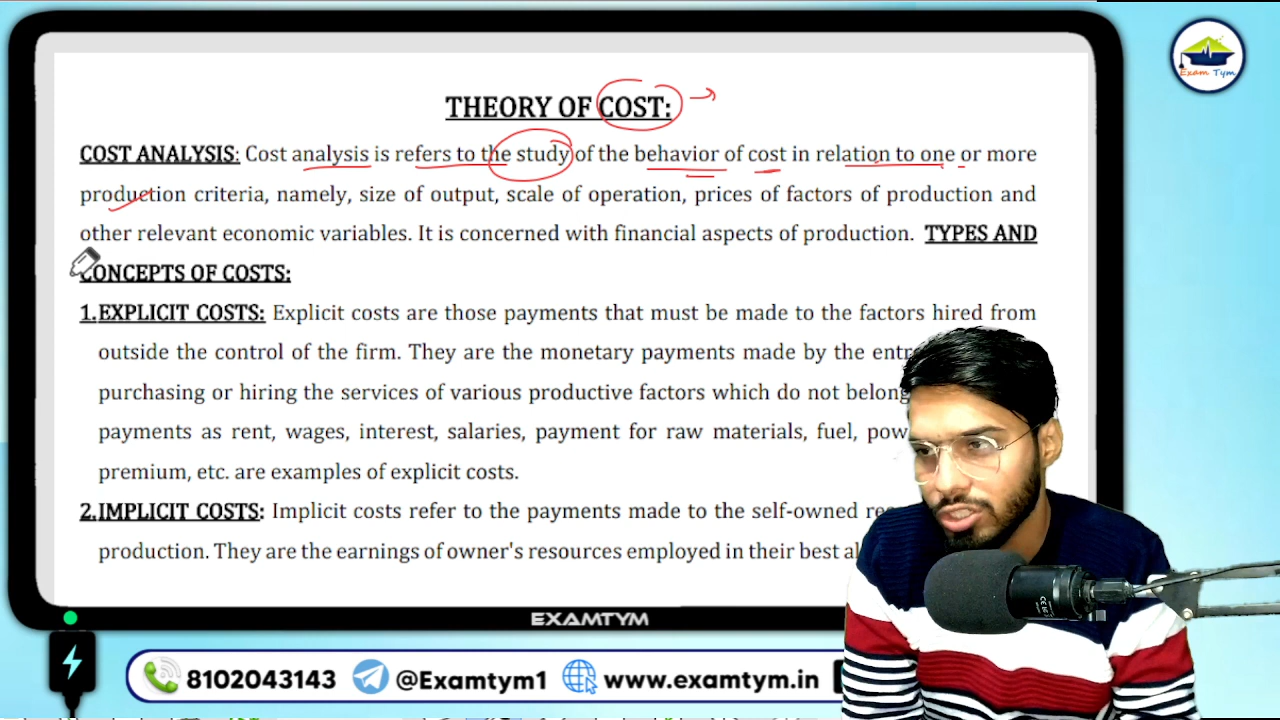 Exam Tym
THEORY OF COST:
COST ANALYSIS: Cost analysis is refers to the study of the behavior of cost in relation to one or more
production criteria, namely, size of output, scale of operation, prices of factors of production and
other relevant economic variables. It is concerned with financial aspects of production. TYPES AND
CONCEPTS OF COSTS:
1.EXPLICIT COSTS: Explicit costs are those payments that must be made to the factors hired from
outside the control of the firm. They are the monetary payments made by the
purchasing or hiring the services of various productive factors which do not belong
payments as rent, wages, interest, salaries, payment for raw materials, fuel,
premium, etc. are examples of explicit costs.
2.IMPLICIT COSTS: Implicit costs refer to the payments made to the self-owned
production. They are the earnings of owner's resources employed in their best
EXAMTYM
8102043143 @Examtym1 www.examtym.in